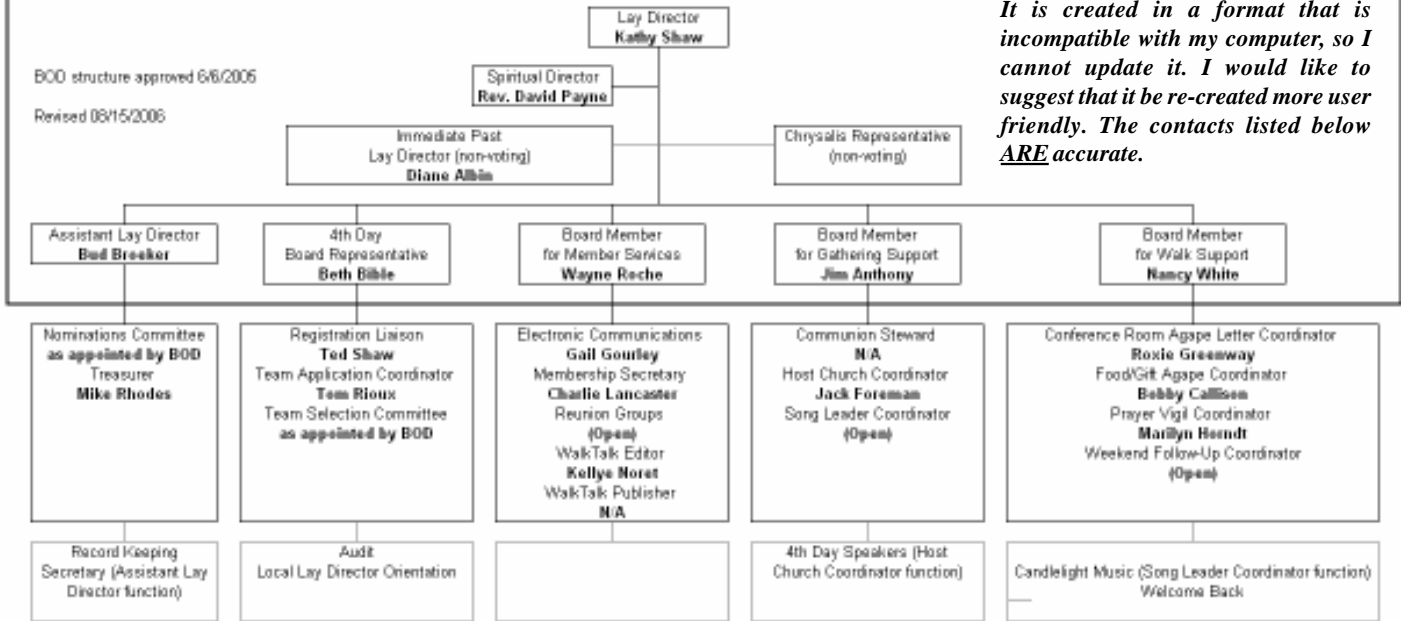 Lay Director
Kathy Shaw
It is created in a format that is
incompatible with my computer, so I
cannot update it. I would like to
suggest that it be re-created more user
friendly. The contacts listed below
ARE accurate.
BOD structure approved 6/6/2005
Revised 08/15/2006
Spiritual Director
Rev. David Payne
Immediate Past
Lay Director (non-voting)
Diane Albin
Chrysalis Representative
(non-voting)
Assistant Lay Director
Bud Broeker
4th Day
Board Representative
Beth Bible
Board Member
for Member Services
Wayne Roche
Board Member
for Gathering Support
Jim Anthony
Board Member
for Walk Support
Nancy White
Nominations Committee
as appointed by BOD
Treasurer
Mike Rhodes
Registration Liaison
Ted Shaw
Team Application Coordinator
Tom Rioux
Team Selection Committee
as appointed by BOD
Electronic Communications
Gail Gourley
Membership Secretary
Charlie Lancaster
Reunion Groups
(Open)
WalkTalk Editor
Kellye Noret
WalkTalk Publisher
N/A
Communion Steward
N/A
Host Church Coordinator
Jack Foreman
Song Leader Coordinator
(Open)
Conference Room Agape Letter Coordinator
Roxie Greenway
Food/Gift Agape Coordinator
Bobby Callison
Prayer Vigil Coordinator
Marilyn Herndt
Weekend Follow-Up Coordinator
(Open)
Record Keeping
Secretary (Assistant Lay
Director function)
Audit
Local Lay Director Orientation
4th Day Speakers (Host
Church Coordinator function)
Candlelight Music (Song Leader Coordinator function)
Welcome Back